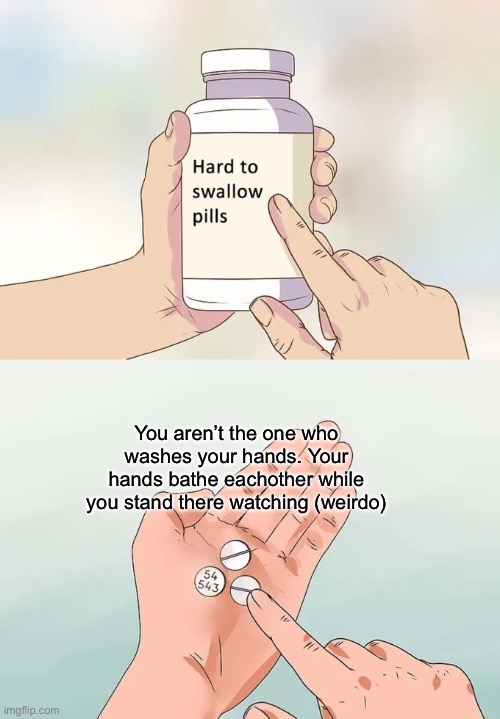 Hard to
swallow
pills
You aren’t the one who
washes your hands. Your
hands bathe eachother while
you stand there watching (weirdo)
54
543
imgflip.com